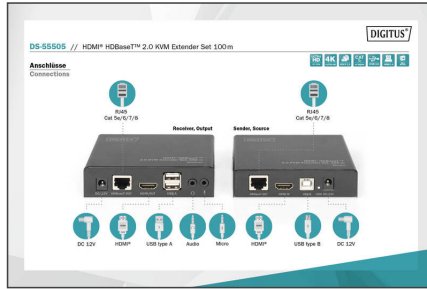 DIGITUS®
DS-55505 // HDMI® HDBaseT™ 2.0 KVM Extender Set 100 m
4K
Anschlüsse
Connections
RJ45
Cat 5e/6/7/8
RJ45
Cat 5e/6/7/8
Receiver, Output
Sender, Source
DC 12V
HDMI®
USB type A
Audio
Micro
HDMI®
USB type B
DC 12V